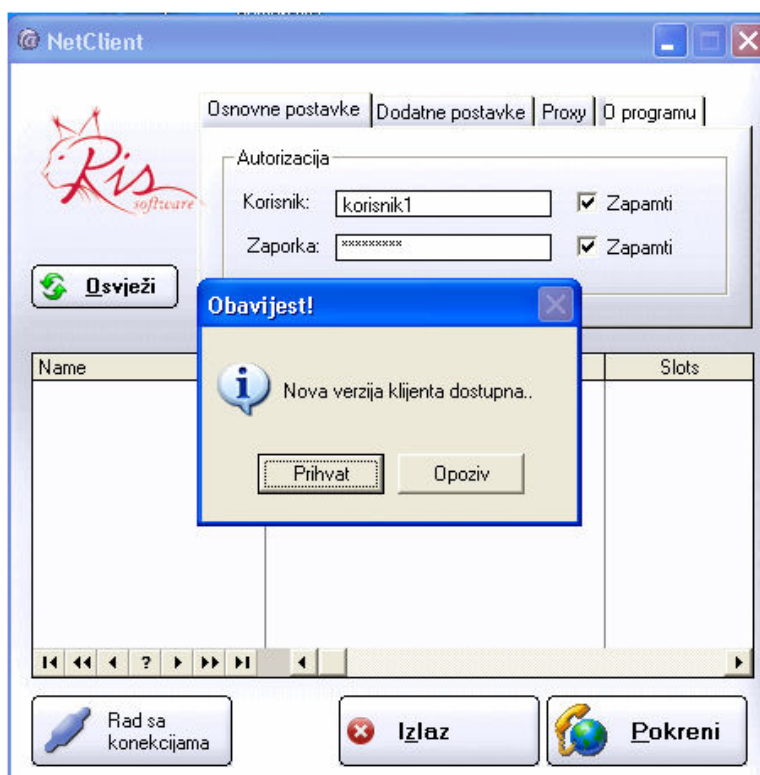 NetClient
Osnovne postavke Dodatne postavke Proxy O programu
Ris
software
Autorizacija
Korisnik: korisnik1 Zapamti
Zaporka: xxxxxxxxx Zapamti
Osvježi
Obavijest!
Name Slots
Nova verzija klijenta dostupna..
Prihvat Opoziv
?
Rad sa
konekcijama
Izlaz
Pokreni